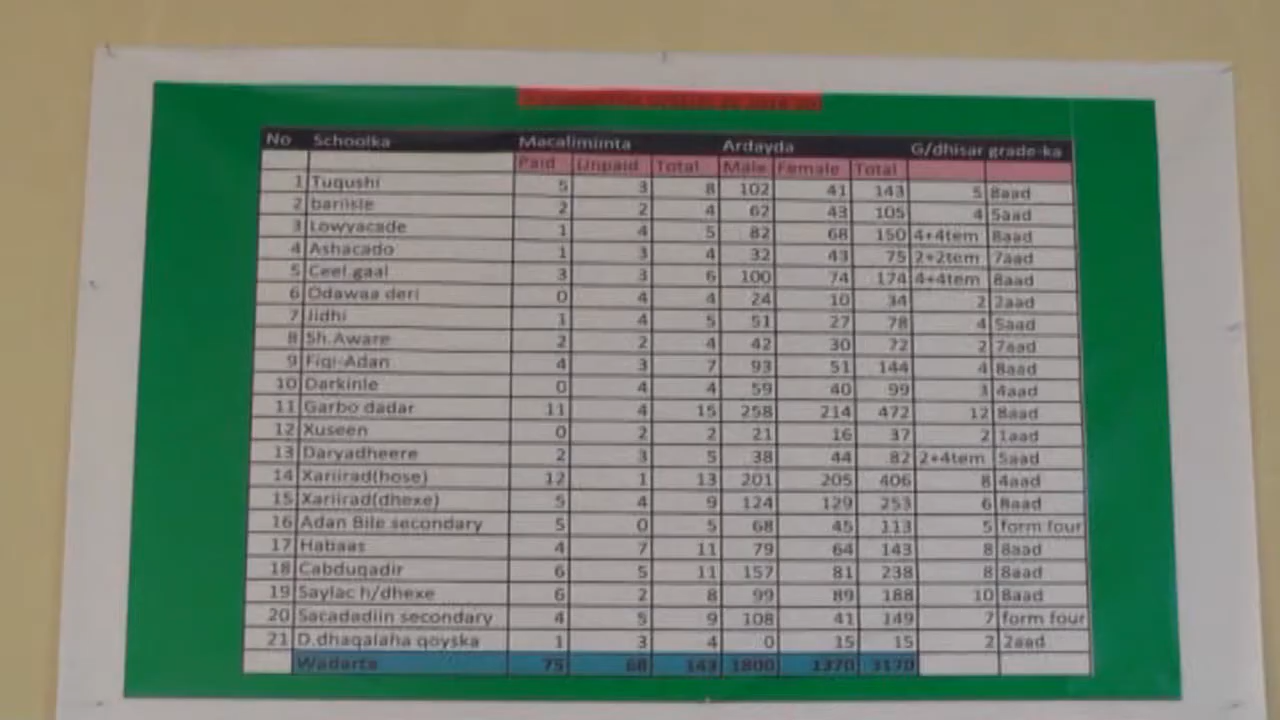 No Schoolka Macalimiinta Ardayda G/dhisar grade-ka
Paid Unpaid Total Male Female Total
1 Tuqushi 5 3 8 102 41 143 5 8aad
2 bariisle 2 2 4 62 43 105 4 5aad
3 Lowyacade 1 4 5 82 68 150 4+4tem 8aad
4 Ashacado 1 3 4 32 43 75 2+2tem 7aad
5 Ceel.gaal 3 3 6 100 74 174 4+4tem 8aad
6 Odawaa deri 0 4 4 24 10 34 2 2aad
7 Jidhi 1 4 5 51 27 78 4 5aad
8 Sh.Aware 2 2 4 42 30 72 2 7aad
9 Fiqi-Adan 4 3 7 93 51 144 4 8aad
10 Darkinle 0 4 4 59 40 99 3 4aad
11 Garbo dadar 11 4 15 258 214 472 12 8aad
12 Xuseen 0 2 2 21 16 37 2 1aad
13 Daryadheere 2 3 5 38 44 82 2+4tem 5aad
14 Xariirad(hose) 12 1 13 201 205 406 8 4aad
15 Xariirad(dhexe) 5 4 9 124 129 253 6 8aad
16 Adan Bile secondary 5 0 5 68 45 113 5 form four
17 Habaas 4 7 11 79 64 143 8 8aad
18 Cabduqadir 6 5 11 157 81 238 8 8aad
19 Saylac h/dhexe 6 2 8 99 89 188 10 8aad
20 Sacadadiin secondary 4 5 9 108 41 149 7 form four
21 D.dhaqalaha qoyska 1 3 4 0 15 15 2 2aad
Wadarta 75 68 143 1800 1370 3170